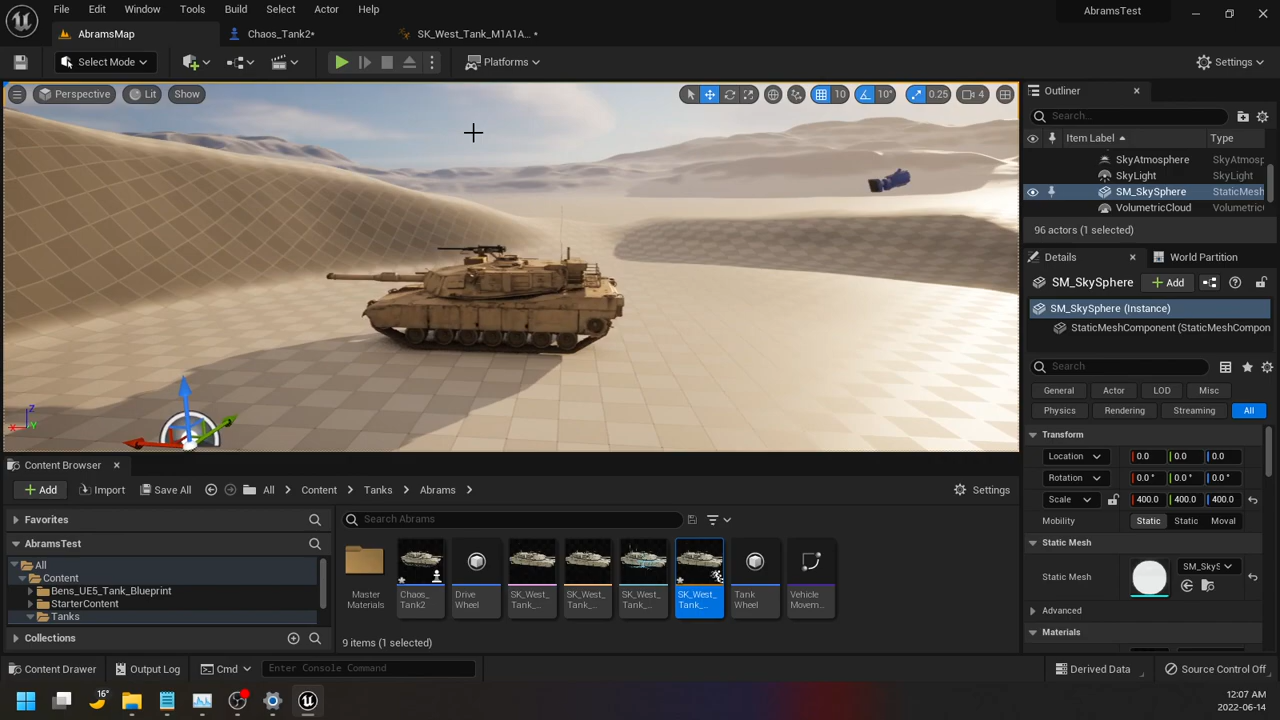 File Edit Window Tools Build Select Actor Help
AbramsTest
AbramsMap
Chaos_Tank2*
SK_West_Tank_M1A1A... *
Select Mode
Platforms
Settings
Perspective Lit Show
10 10° 0.25 4
Outliner
Search...
Item Label Type
SkyAtmosphere SkyAtmosp
SkyLight SkyLight
SM_SkySphere StaticMesh
VolumetricCloud Volumetric
96 actors (1 selected)
Details World Partition
SM_SkySphere Add
SM_SkySphere (Instance)
StaticMeshComponent (StaticMeshCompon
Search
General Actor LOD Misc
Physics Rendering Streaming All
Transform
Location 0.0 0.0 0.0
Rotation 0.0 ° 0.0 ° 0.0 °
Scale 400.0 400.0 400.0
Mobility Static Static Moval
Static Mesh
Static Mesh SM_SkyS
Advanced
Materials
Z
X Y
Content Browser
Add Import Save All All Content Tanks Abrams Settings
Favorites
AbramsTest
All
Content
Bens_UE5_Tank_Blueprint
StarterContent
Tanks
Collections
Search Abrams
Master Materials
Chaos_ Tank2
Drive Wheel
SK_West_ Tank_...
SK_West_ Tank_...
SK_West_ Tank_...
SK_West_ Tank_...
Tank Wheel
Vehicle Movem...
9 items (1 selected)
Content Drawer Output Log Cmd Enter Console Command Derived Data Source Control Off
16°
12:07 AM
2022-06-14